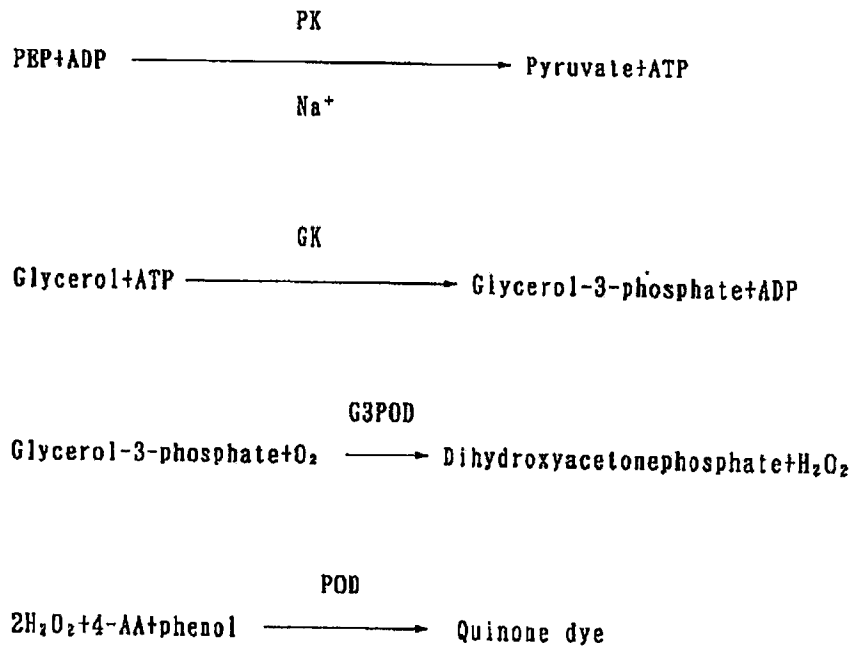 PK
PEP+ADP → Pyruvate+ATP
Na⁺
GK
Glycerol+ATP → Glycerol-3-phosphate+ADP
G3POD
Glycerol-3-phosphate+O₂ → Dihydroxyacetonephosphate+H₂O₂
POD
2H₂O₂+4-AA+phenol → Quinone dye